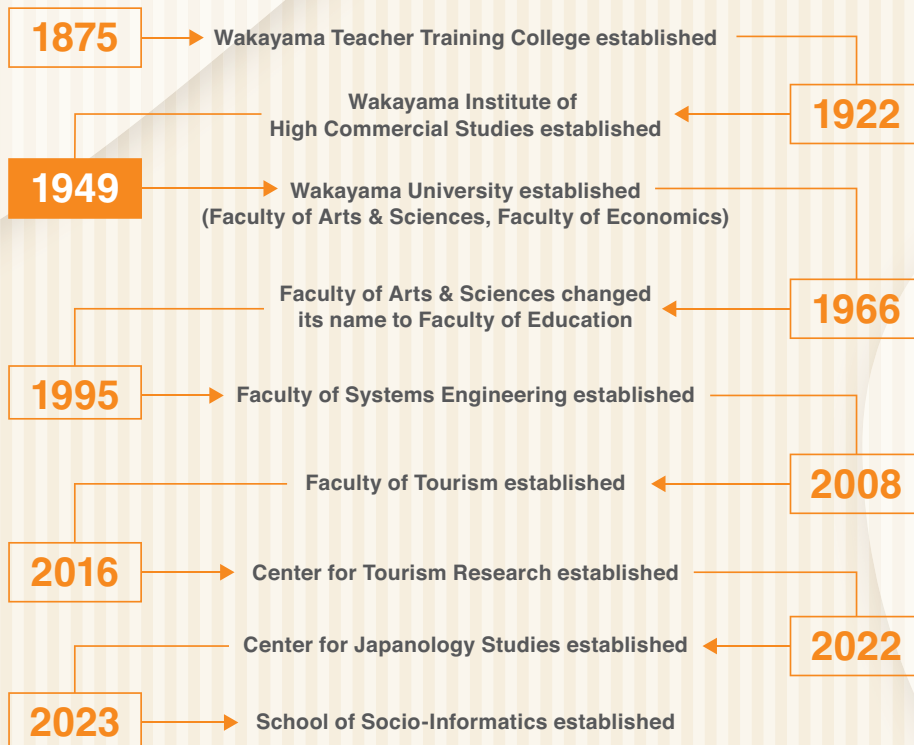 1875
Wakayama Teacher Training College established
1922
Wakayama Institute of
High Commercial Studies established
1949
Wakayama University established
(Faculty of Arts & Sciences, Faculty of Economics)
1966
Faculty of Arts & Sciences changed
its name to Faculty of Education
1995
Faculty of Systems Engineering established
2008
Faculty of Tourism established
2016
Center for Tourism Research established
2022
Center for Japanology Studies established
2023
School of Socio-Informatics established